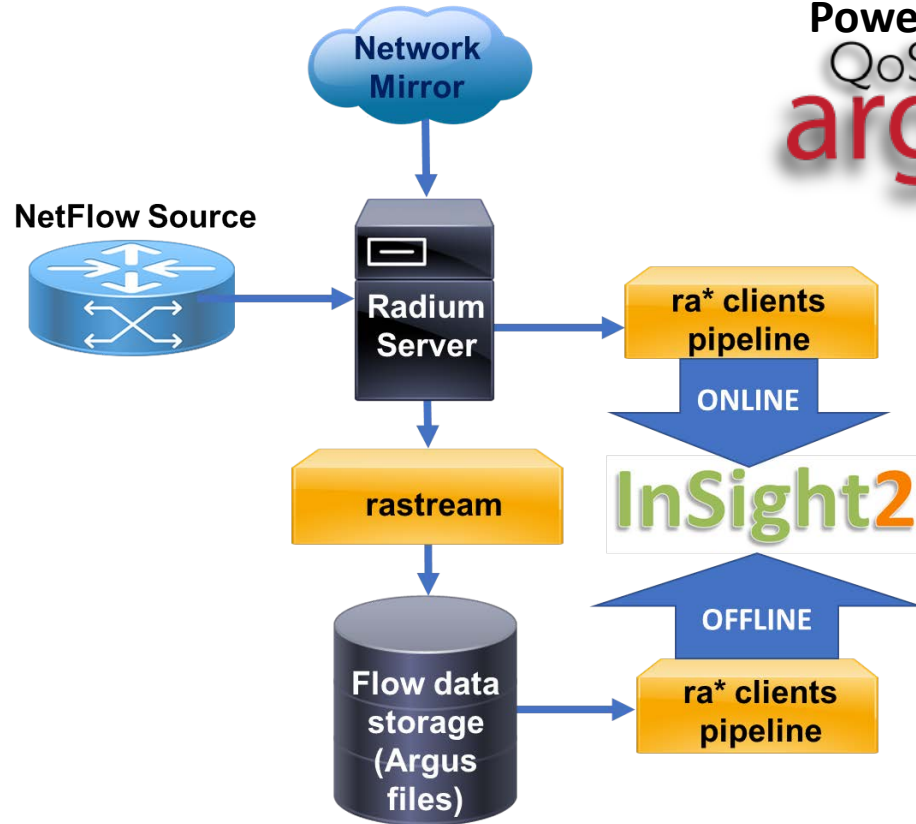 Network
Mirror
NetFlow Source
Radium
Server
ra* clients
pipeline
ONLINE
rastream
InSight2
OFFLINE
Flow data
storage
(Argus
files)
ra* clients
pipeline
QoS